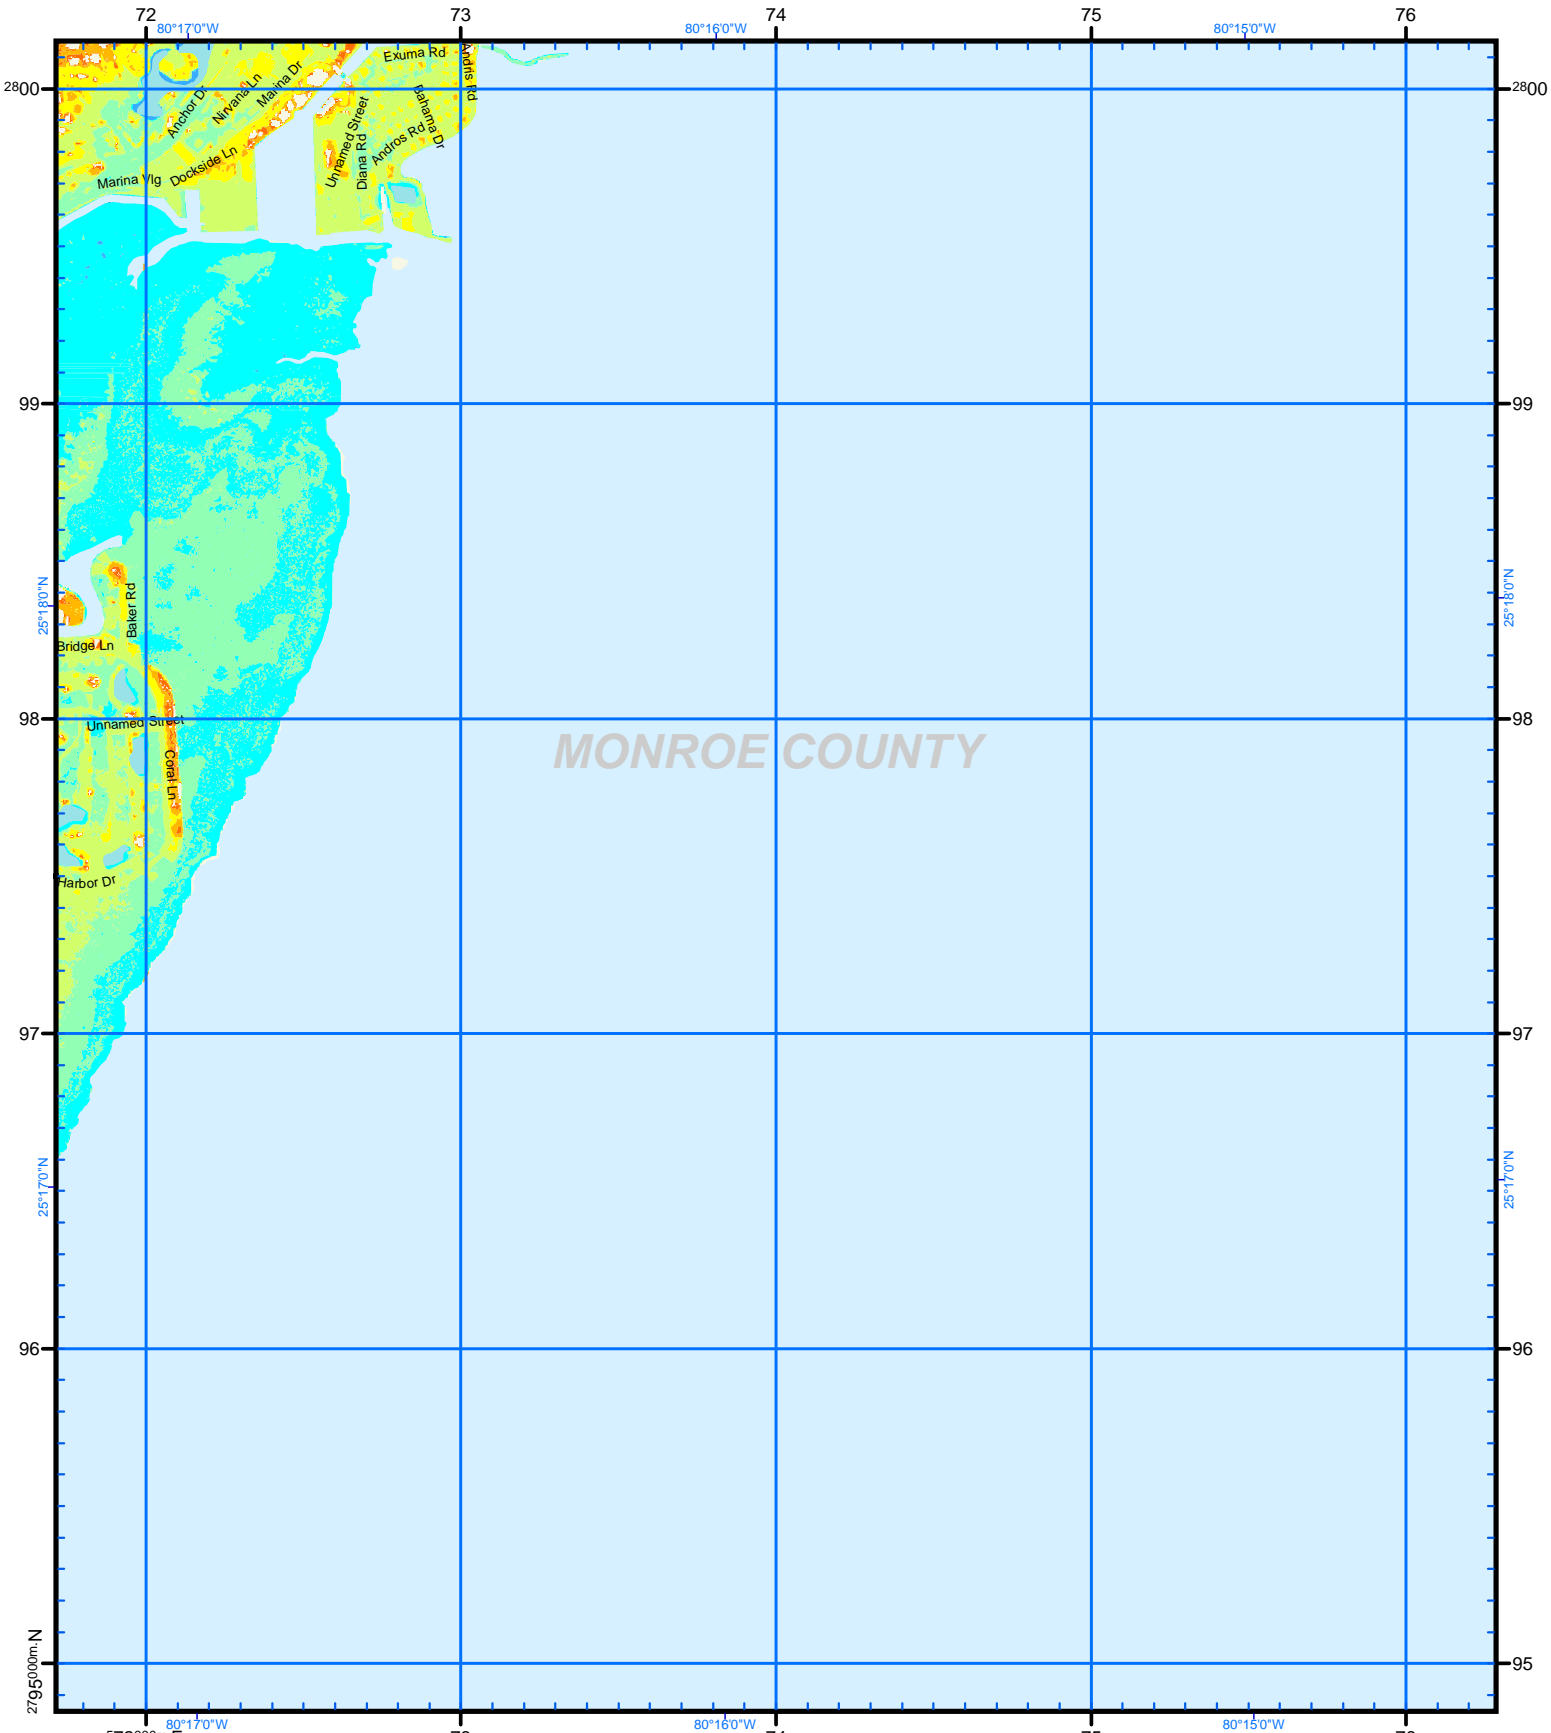 72 73 74 75 76
80°17'0"W 80°16'0"W 80°15'0"W
Exuma Rd
Andris Rd
2800 2800
Anchor Dr
Nirvana Ln
Marina Dr
Unnamed Street
Bahama Dr
Diana Rd
Andros Rd
Dockside Ln
Marina Vlg
99 99
25°18'0"N 25°18'0"N
Baker Rd
Bridge Ln
98 98
Unnamed Street
MONROE COUNTY
Coral Ln
Harbor Dr
97 97
25°17'0"N 25°17'0"N
96 96
2795000m.N
95
80°17'0"W 80°16'0"W 80°15'0"W